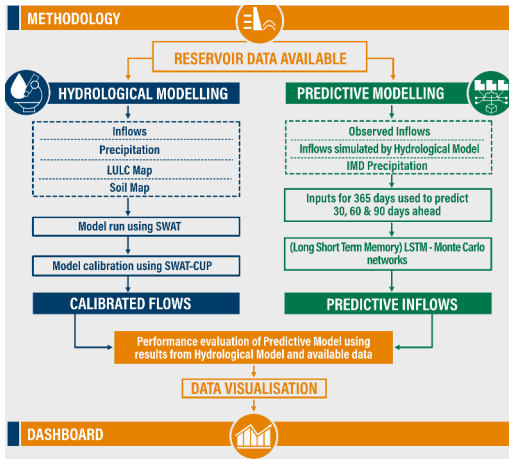 METHODOLOGY
RESERVOIR DATA AVAILABLE
HYDROLOGICAL MODELLING
Inflows
Precipitation
LULC Map
Soil Map
Model run using SWAT
Model calibration using SWAT-CUP
CALIBRATED FLOWS
PREDICTIVE MODELLING
Observed Inflows
Inflows simulated by Hydrological Model
IMD Precipitation
Inputs for 365 days used to predict
30, 60 & 90 days ahead
(Long Short Term Memory) LSTM - Monte Carlo
networks
PREDICTIVE INFLOWS
Performance evaluation of Predictive Model using
results from Hydrological Model and available data
DATA VISUALISATION
DASHBOARD